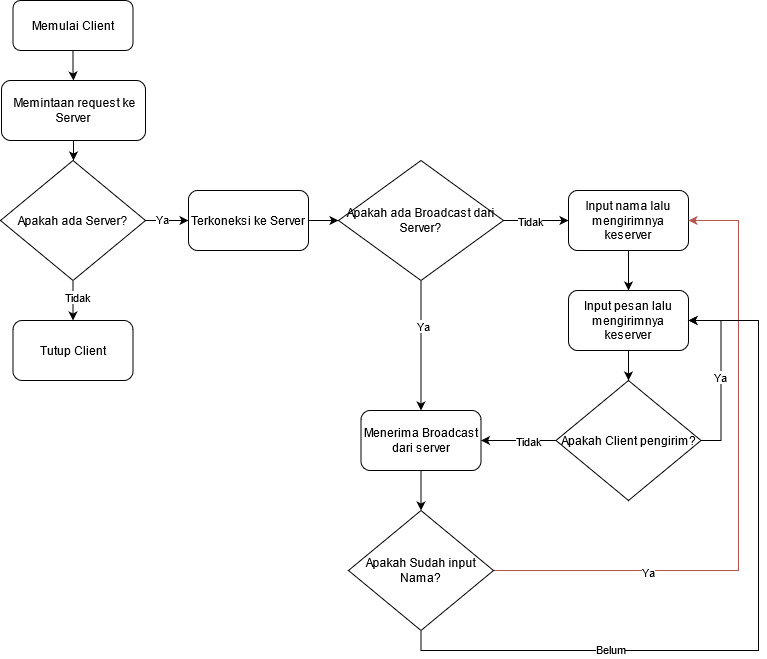 Memulai Client
Memintaan request ke
Server
Apakah ada Server?
Ya
Terkoneksi ke Server
Apakah ada Broadcast dari
Server?
Tidak
Input nama lalu
mengirimnya
keserver
Tidak
Tutup Client
Input pesan lalu
mengirimnya
keserver
Ya
Ya
Menerima Broadcast
dari server
Tidak
Apakah Client pengirim?
Apakah Sudah input
Nama?
Ya
Belum